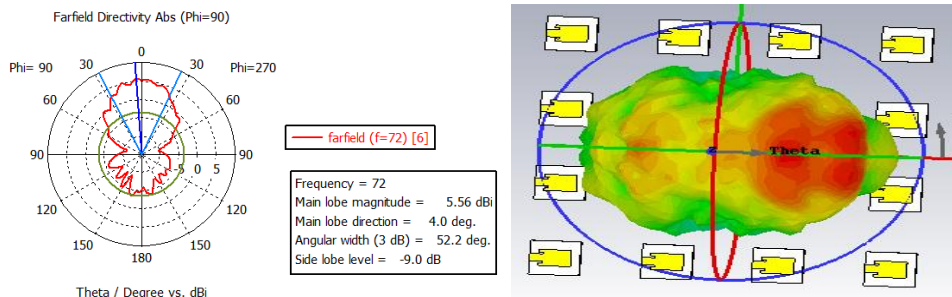 Farfield Directivity Abs (Phi=90)
0
Phi= 90 30 30 Phi=270
60 60
90 -5 0 5 90
120 120
150 150
180
Theta / Degree vs. dBi
farfield (f=72) [6]
Frequency = 72
Main lobe magnitude = 5.56 dBi
Main lobe direction = 4.0 deg.
Angular width (3 dB) = 52.2 deg.
Side lobe level = -9.0 dB
Theta